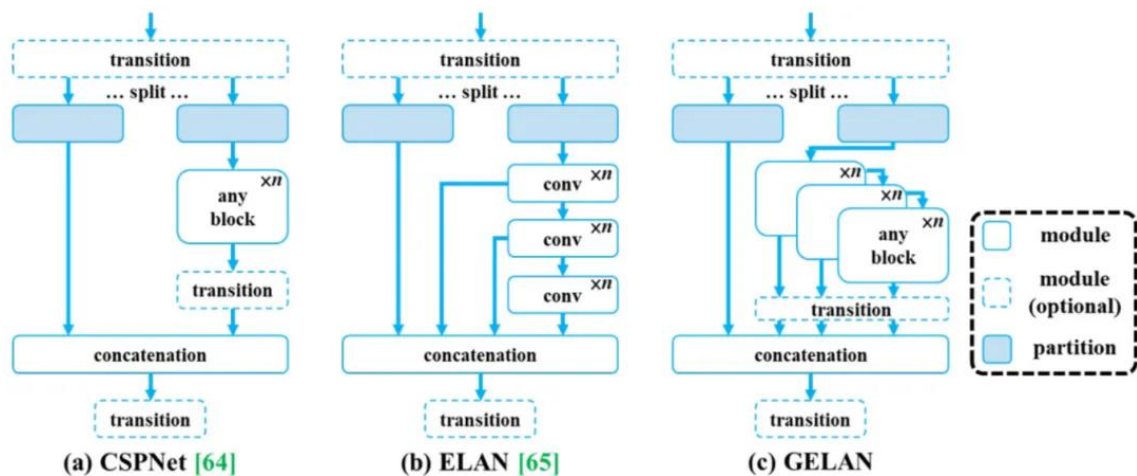 transition
... split ...
×n
any
block
transition
concatenation
transition
(a) CSPNet [64]
transition
... split ...
conv ×n
conv ×n
conv ×n
concatenation
transition
(b) ELAN [65]
transition
... split ...
×n
×n
×n
any
block
transition
concatenation
transition
(c) GELAN
module
module
(optional)
partition